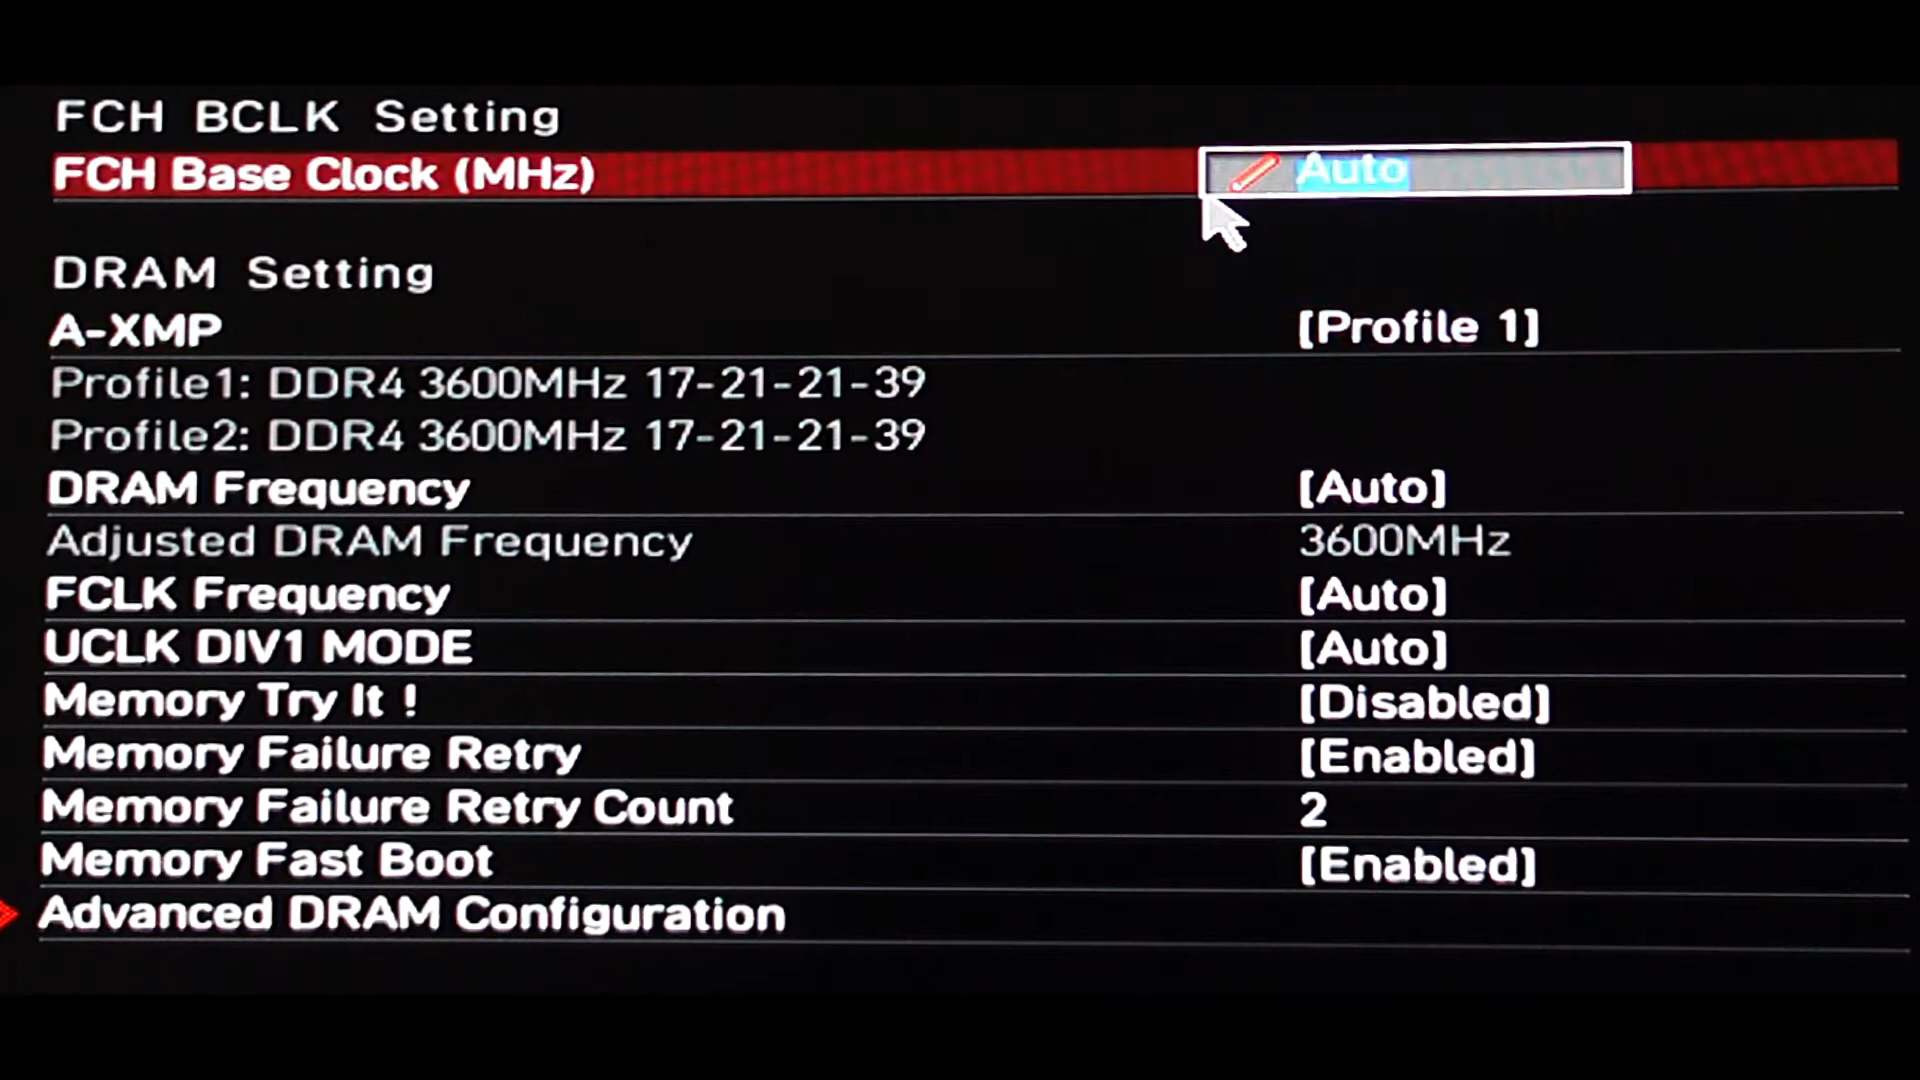 FCH BCLK Setting
FCH Base Clock (MHz) Auto
DRAM Setting
A-XMP [Profile 1]
Profile1: DDR4 3600MHz 17-21-21-39
Profile2: DDR4 3600MHz 17-21-21-39
DRAM Frequency [Auto]
Adjusted DRAM Frequency 3600MHz
FCLK Frequency [Auto]
UCLK DIV1 MODE [Auto]
Memory Try It ! [Disabled]
Memory Failure Retry [Enabled]
Memory Failure Retry Count 2
Memory Fast Boot [Enabled]
Advanced DRAM Configuration